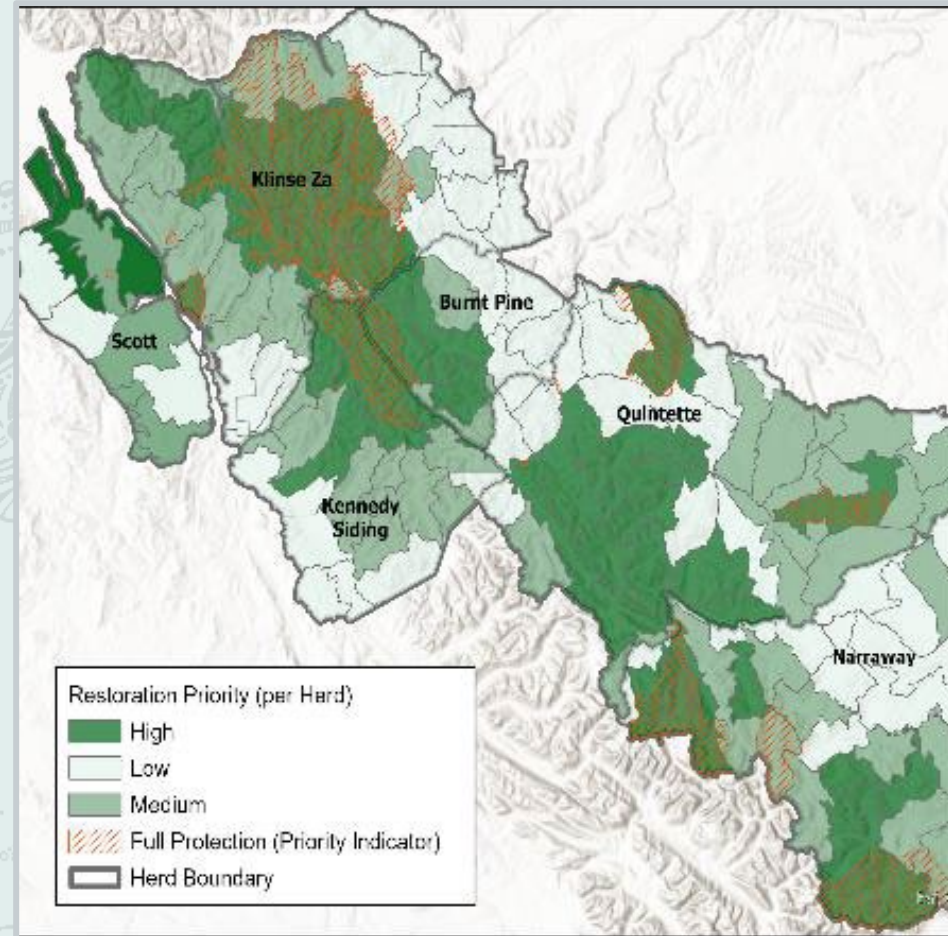 Klinse Za
Burnt Pine
Scott
Quintette
Kennedy
Siding
Narraway
Restoration Priority (per Herd)
High
Low
Medium
Full Protection (Priority Indicator)
Herd Boundary